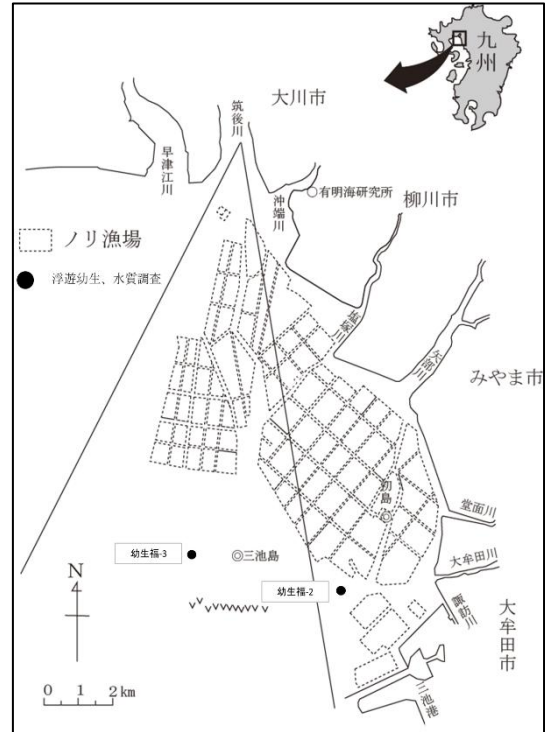 九州
大川市
筑後川
早津江川
沖端川
有明海研究所
柳川市
ノリ漁場
浮遊幼生、水質調査
塩塚川
矢部川
みやま市
初島
堂面川
幼生福-3
三池島
幼生福-2
大牟田川
諏訪川
大牟田市
N
4
0 1 2km
三池港